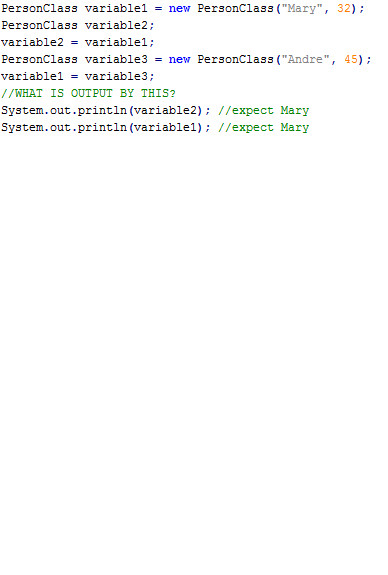 PersonClass variable1 = new PersonClass("Mary", 32);
PersonClass variable2;
variable2 = variable1;
PersonClass variable3 = new PersonClass("Andre", 45);
variable1 = variable3;
//WHAT IS OUTPUT BY THIS?
System.out.println(variable2); //expect Mary
System.out.println(variable1); //expect Mary